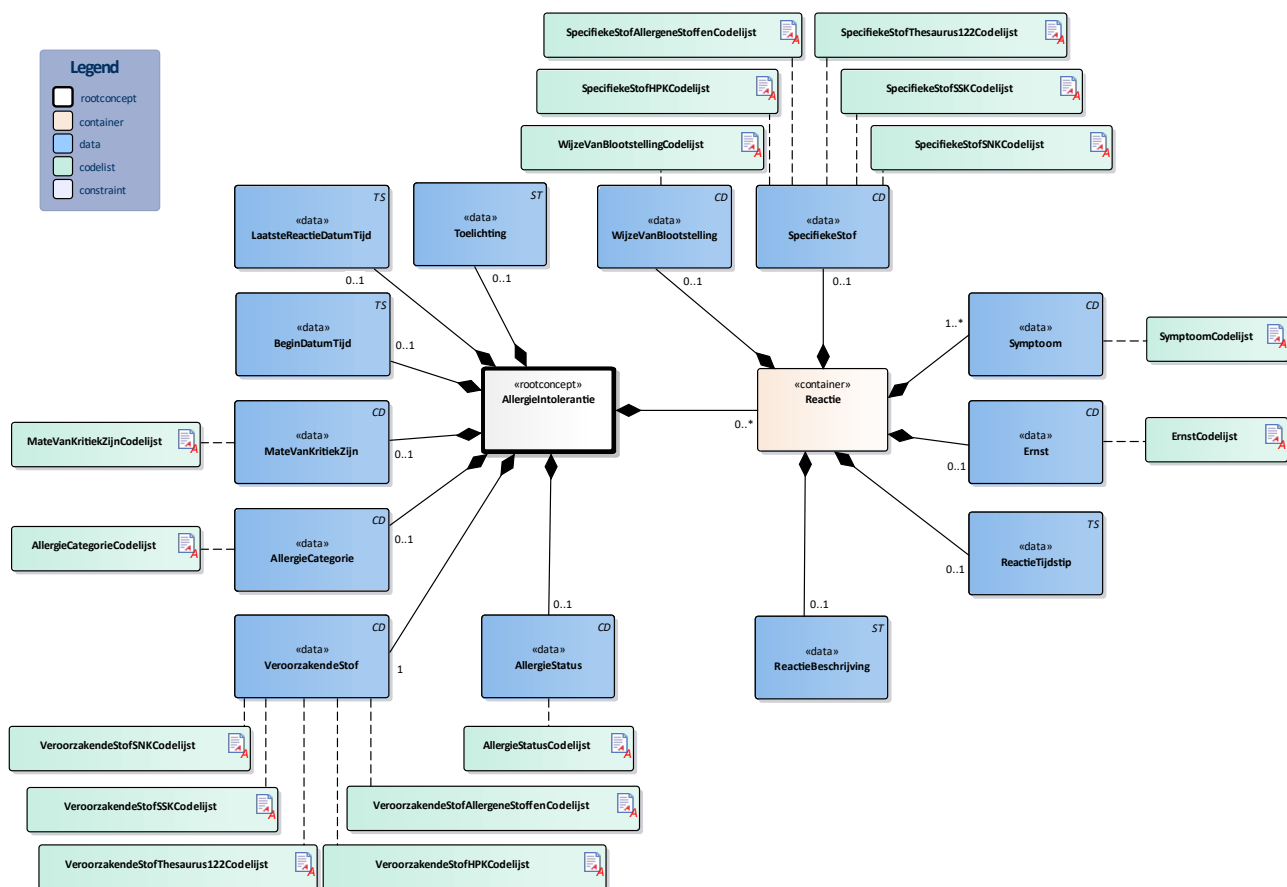 Legend
rootconcept
container
data
codelist
constraint
SpecifiekeStofAllergeneStoffenCodelijst
SpecifiekeStofThesaurus122Codelijst
SpecifiekeStofHPKCodelijst
SpecifiekeStofSSKCodelijst
WijzeVanBlootstellingCodelijst
SpecifiekeStofSNKCodelijst
TS
«data»
LaatsteReactieDatumTijd
0..1
ST
«data»
Toelichting
0..1
CD
«data»
WijzeVanBlootstelling
0..1
CD
«data»
SpecifiekeStof
0..1
TS
«data»
BeginDatumTijd
0..1
CD
«data»
Symptoom
1..*
SymptoomCodelijst
«rootconcept»
AllergieIntolerantie
«container»
Reactie
0..*
MateVanKritiekZijnCodelijst
CD
«data»
MateVanKritiekZijn
0..1
CD
«data»
Ernst
0..1
ErnstCodelijst
AllergieCategorieCodelijst
CD
«data»
AllergieCategorie
0..1
TS
«data»
ReactieTijdstip
0..1
CD
«data»
VeroorzakendeStof
1
0..1
CD
«data»
AllergieStatus
0..1
ST
«data»
ReactieBeschrijving
VeroorzakendeStofSNKCodelijst
AllergieStatusCodelijst
VeroorzakendeStofSSKCodelijst
VeroorzakendeStofAllergeneStoffenCodelijst
VeroorzakendeStofThesaurus122Codelijst
VeroorzakendeStofHPKCodelijst